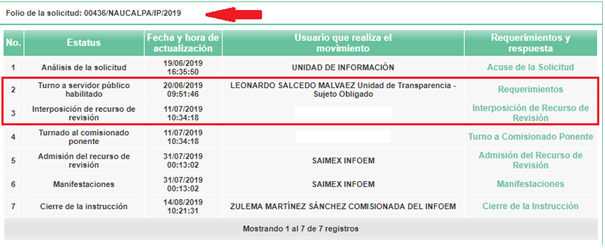 Folio de la solicitud: 00436/NAUCALPA/IP/2019
No. Estatus Fecha y hora de actualización Usuario que realiza el movimiento Requerimientos y respuesta
1 Análisis de la solicitud 19/06/2019 16:35:50 UNIDAD DE INFORMACIÓN Acuse de la Solicitud
2 Turno a servidor público habilitado 20/06/2019 09:51:46 LEONARDO SALCEDO MALVAEZ Unidad de Transparencia - Sujeto Obligado Requerimientos
3 Interposición de recurso de revisión 11/07/2019 10:34:18 Interposición de Recurso de Revisión
4 Turnado al comisionado ponente 11/07/2019 10:34:18 Turno a Comisionado Ponente
5 Admisión del recurso de revisión 31/07/2019 00:13:02 SAIMEX INFOEM Admisión del Recurso de Revisión
6 Manifestaciones 31/07/2019 00:13:02 SAIMEX INFOEM Manifestaciones
7 Cierre de la instrucción 14/08/2019 10:21:31 ZULEMA MARTÍNEZ SÁNCHEZ COMISIONADA DEL INFOEM Cierre de la instrucción
Mostrando 1 al 7 de 7 registros